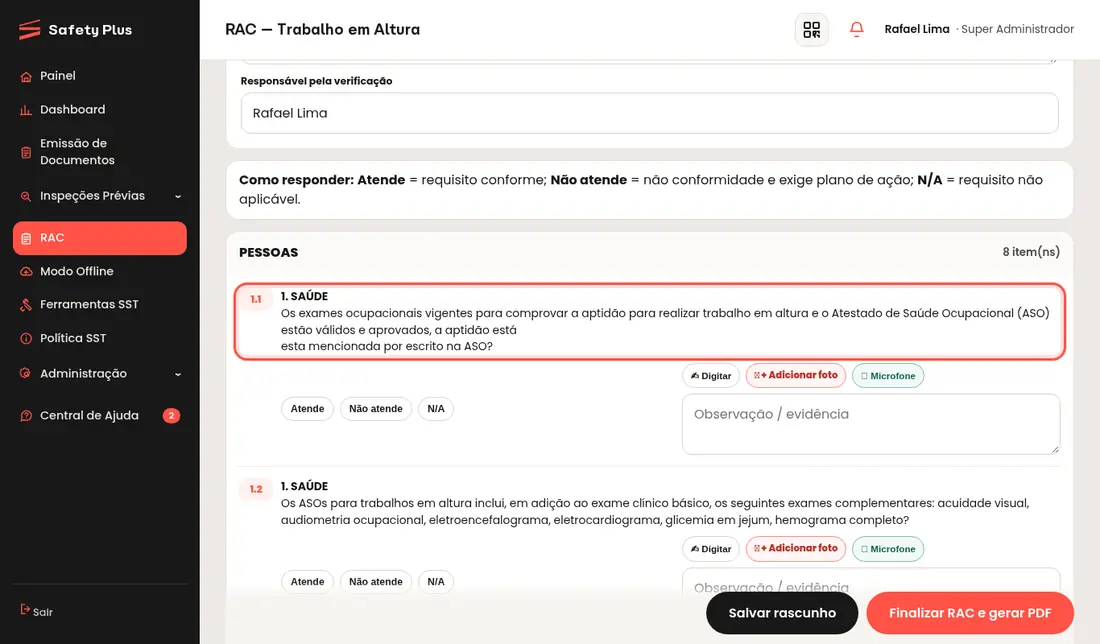 Safety Plus
RAC — Trabalho em Altura
Rafael Lima · Super Administrador
Painel
Dashboard
Emissão de
Documentos
Inspeções Prévias
RAC
Modo Offline
Ferramentas SST
Política SST
Administração
Central de Ajuda 2
Sair
Responsável pela verificação
Rafael Lima
Como responder: Atende = requisito conforme; Não atende = não conformidade e exige plano de ação; N/A = requisito não
aplicável.
PESSOAS
8 item(ns)
1.1
1. SAÚDE
Os exames ocupacionais vigentes para comprovar a aptidão para realizar trabalho em altura e o Atestado de Saúde Ocupacional (ASO)
estão válidos e aprovados, a aptidão está
esta mencionada por escrito na ASO?
Digitar
+ Adicionar foto
Microfone
Atende
Não atende
N/A
Observação / evidência
1.2
1. SAÚDE
Os ASOs para trabalhos em altura inclui, em adição ao exame clínico básico, os seguintes exames complementares: acuidade visual,
audiometria ocupacional, eletroencefalograma, eletrocardiograma, glicemia em jejum, hemograma completo?
Digitar
+ Adicionar foto
Microfone
Atende
Não atende
N/A
Observação / evidência
Salvar rascunho
Finalizar RAC e gerar PDF